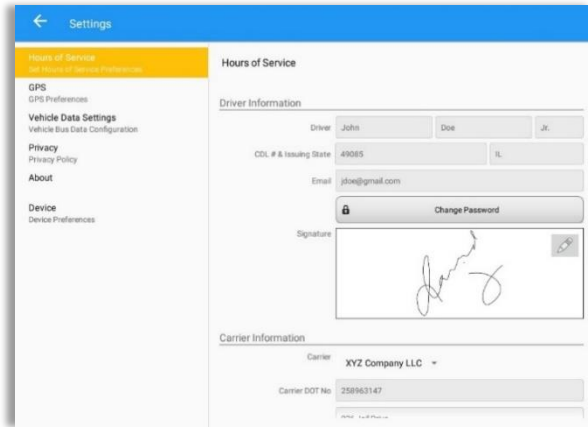 Settings
Hours of Service
Set Hours of Service Preferences
GPS
GPS Preferences
Vehicle Data Settings
Vehicle Bus Data Configuration
Privacy
Privacy Policy
About
Device
Device Preferences
Hours of Service
Driver Information
Driver John Doe Jr.
CDL # & Issuing State 49085 IL
Email jdoe@gmail.com
Change Password
Signature
Carrier Information
Carrier XYZ Company LLC
Carrier DOT No 258963147